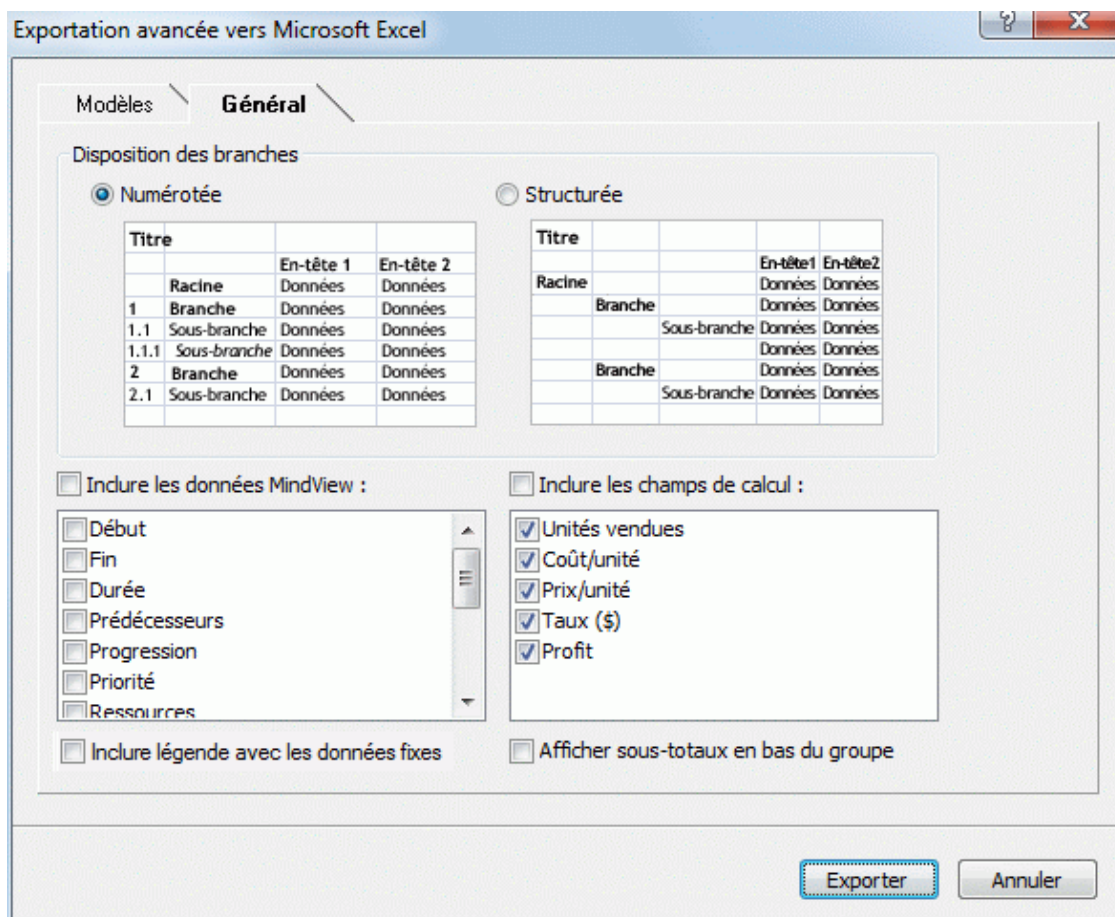 Exportation avancée vers Microsoft Excel
?
X
Modèles
Général
Disposition des branches
Numérotée
Structurée
Titre
En-tête 1 En-tête 2
Racine Données Données
1 Branche Données Données
1.1 Sous-branche Données Données
1.1.1 Sous-branche Données Données
2 Branche Données Données
2.1 Sous-branche Données Données
Titre
En-tête1 En-tête2
Racine Données Données
Branche Données Données
Sous-branche Données Données
Données Données
Branche Données Données
Sous-branche Données Données
Inclure les données MindView :
Début
Fin
Durée
Prédécesseurs
Progression
Priorité
Ressources
Inclure légende avec les données fixes
Inclure les champs de calcul :
Unités vendues
Coût/unité
Prix/unité
Taux ($)
Profit
Afficher sous-totaux en bas du groupe
Exporter
Annuler